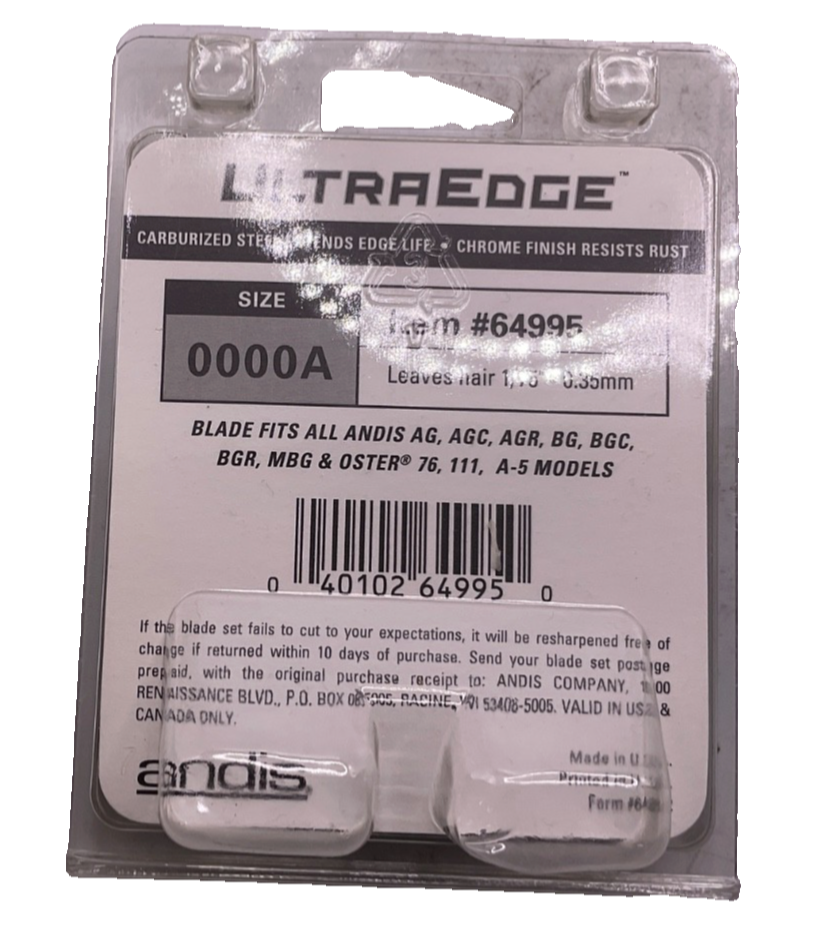 ULTRAEDGE™
CARBURIZED EDGE LIFE • CHROME FINISH RESISTS RUST
SIZE
0000A
Item #64995
Leaves hair 0.35mm
BLADE FITS ALL ANDIS AG, AGC, AGR, BG, BGC,
BGR, MBG & OSTER® 76, 111, A-5 MODELS
0 40102 64995 0
If the blade set fails to cut to your expectations, it will be resharpened free of
charge if returned within 10 days of purchase. Send your blade set postage
prepaid, with the original purchase receipt to: ANDIS COMPANY,
RENAISSANCE BLVD., P.O. BOX RACINE, WI 53406-5005. VALID IN USA &
CANADA ONLY.
andis
Made in
Printed in
Form